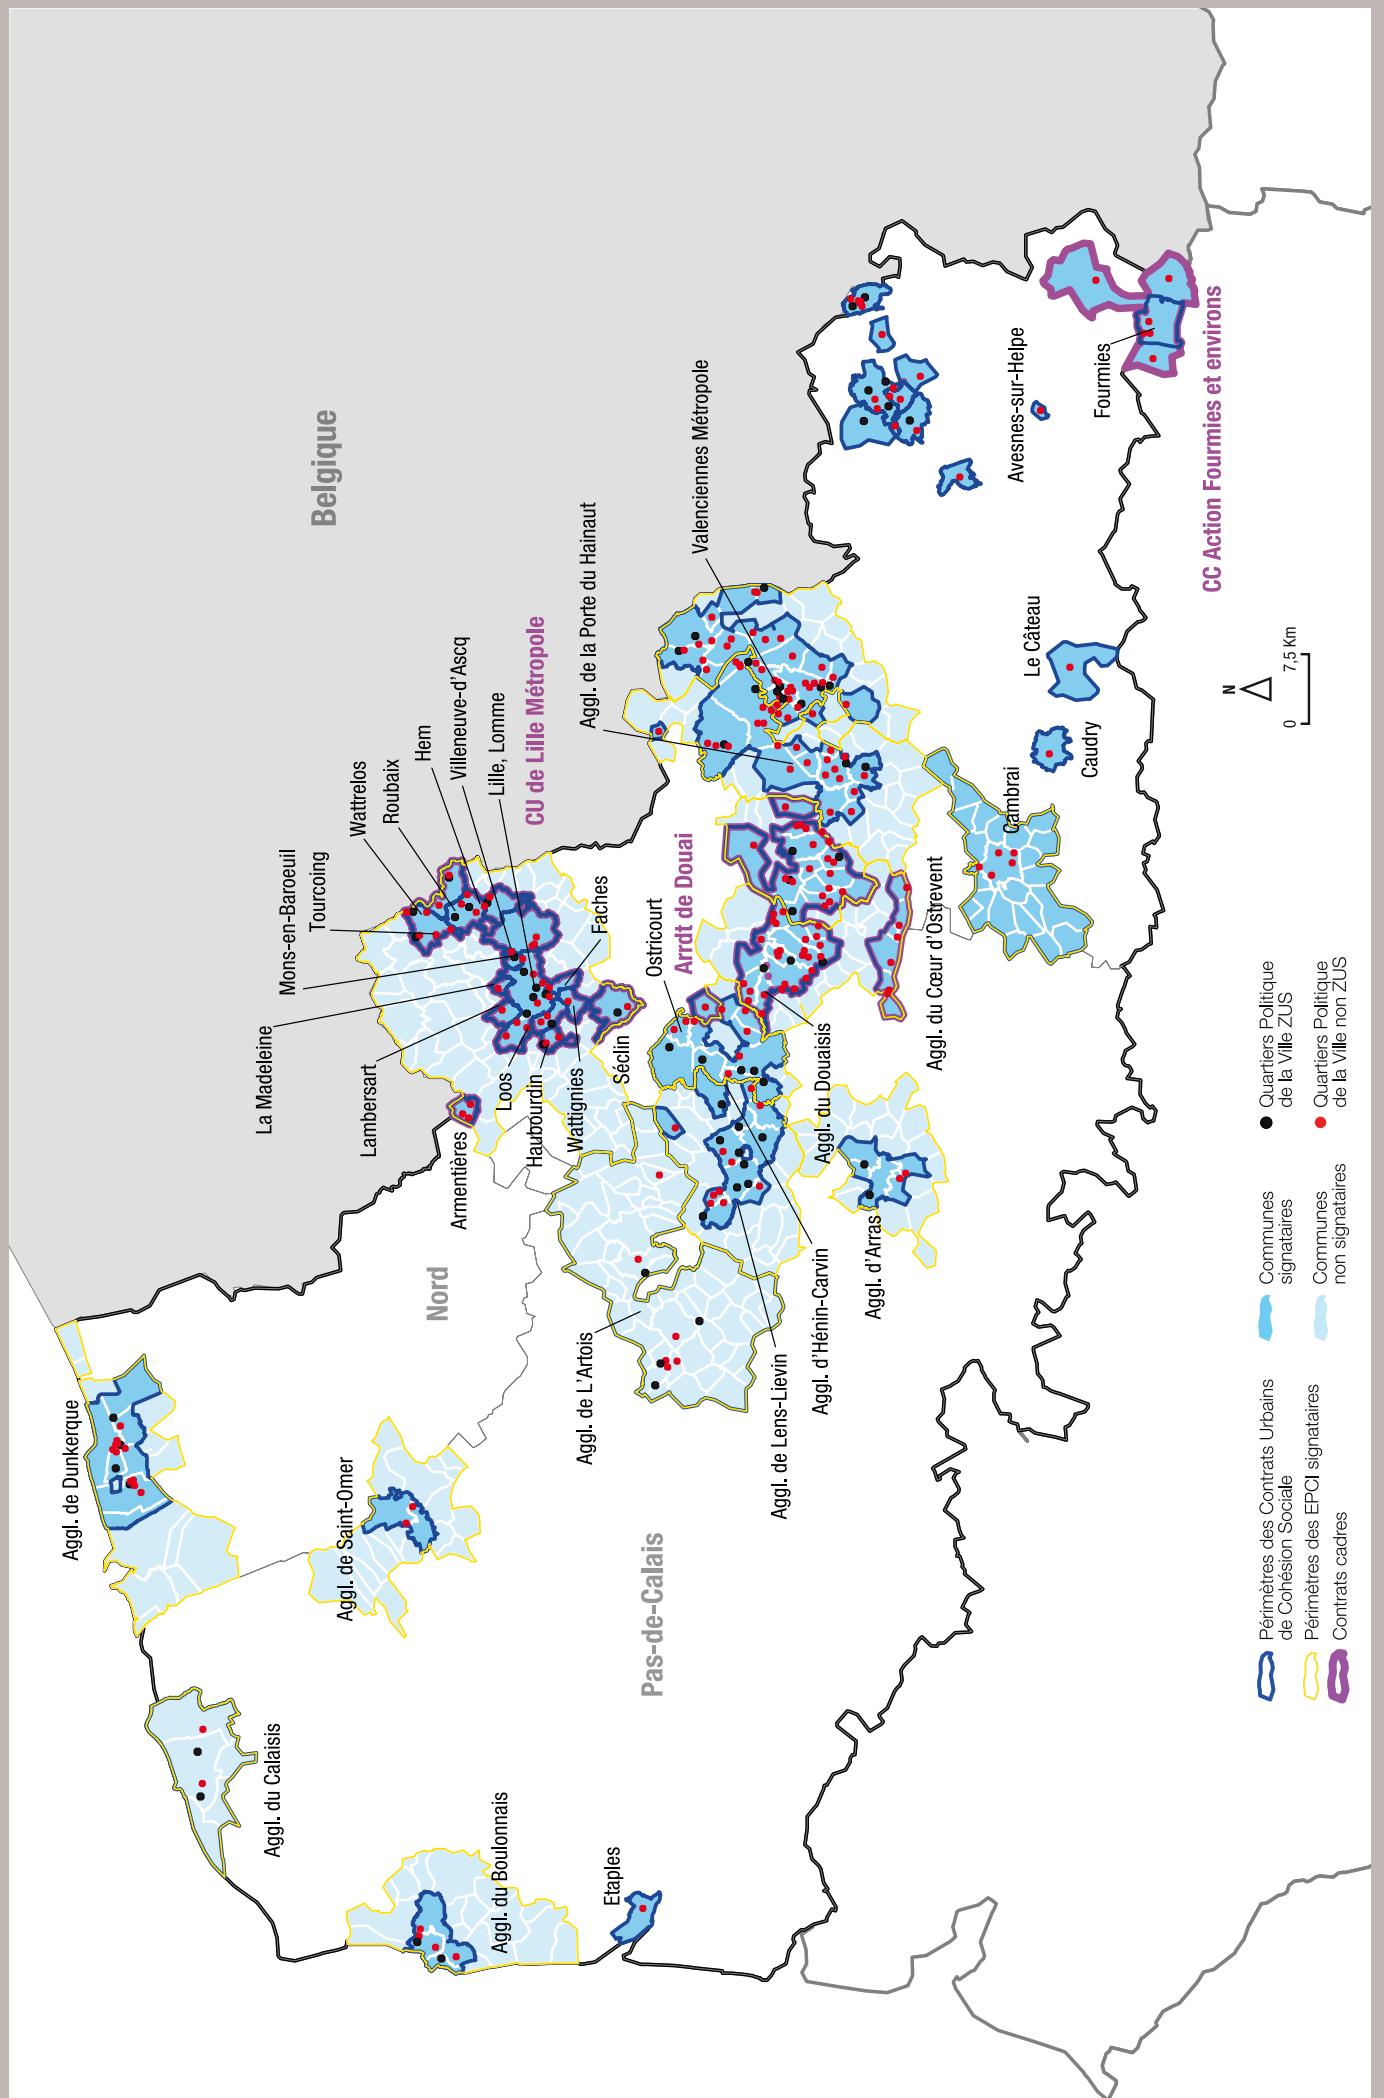 Belgique
Nord
Pas-de-Calais
Aggl. de Dunkerque
Aggl. du Calaisis
Aggl. de Saint-Omer
Aggl. du Boulonnais
Etaples
La Madeleine
Mons-en-Baroeuil
Tourcoing
Wattrelos
Roubaix
Hem
Villeneuve-d'Ascq
Lille, Lomme
CU de Lille Métropole
Lambersart
Armentières
Loos
Haubourdin
Wattignies
Faches
Séclin
Ostricourt
Arrdt de Douai
Aggl. de la Porte du Hainaut
Valenciennes Métropole
Aggl. de L'Artois
Aggl. de Lens-Lievin
Aggl. d'Hénin-Carvin
Aggl. du Douaisis
Aggl. d'Arras
Aggl. du Cœur d'Ostrevent
Cambrai
Caudry
Le Câteau
Avesnes-sur-Helpe
Fourmies
CC Action Fourmies et environs
N
0 7,5 Km
Périmètres des Contrats Urbains
de Cohésion Sociale
Périmètres des EPCI signataires
Contrats cadres
Communes
signataires
Communes
non signataires
Quartiers Politique
de la Ville ZUS
Quartiers Politique
de la Ville non ZUS